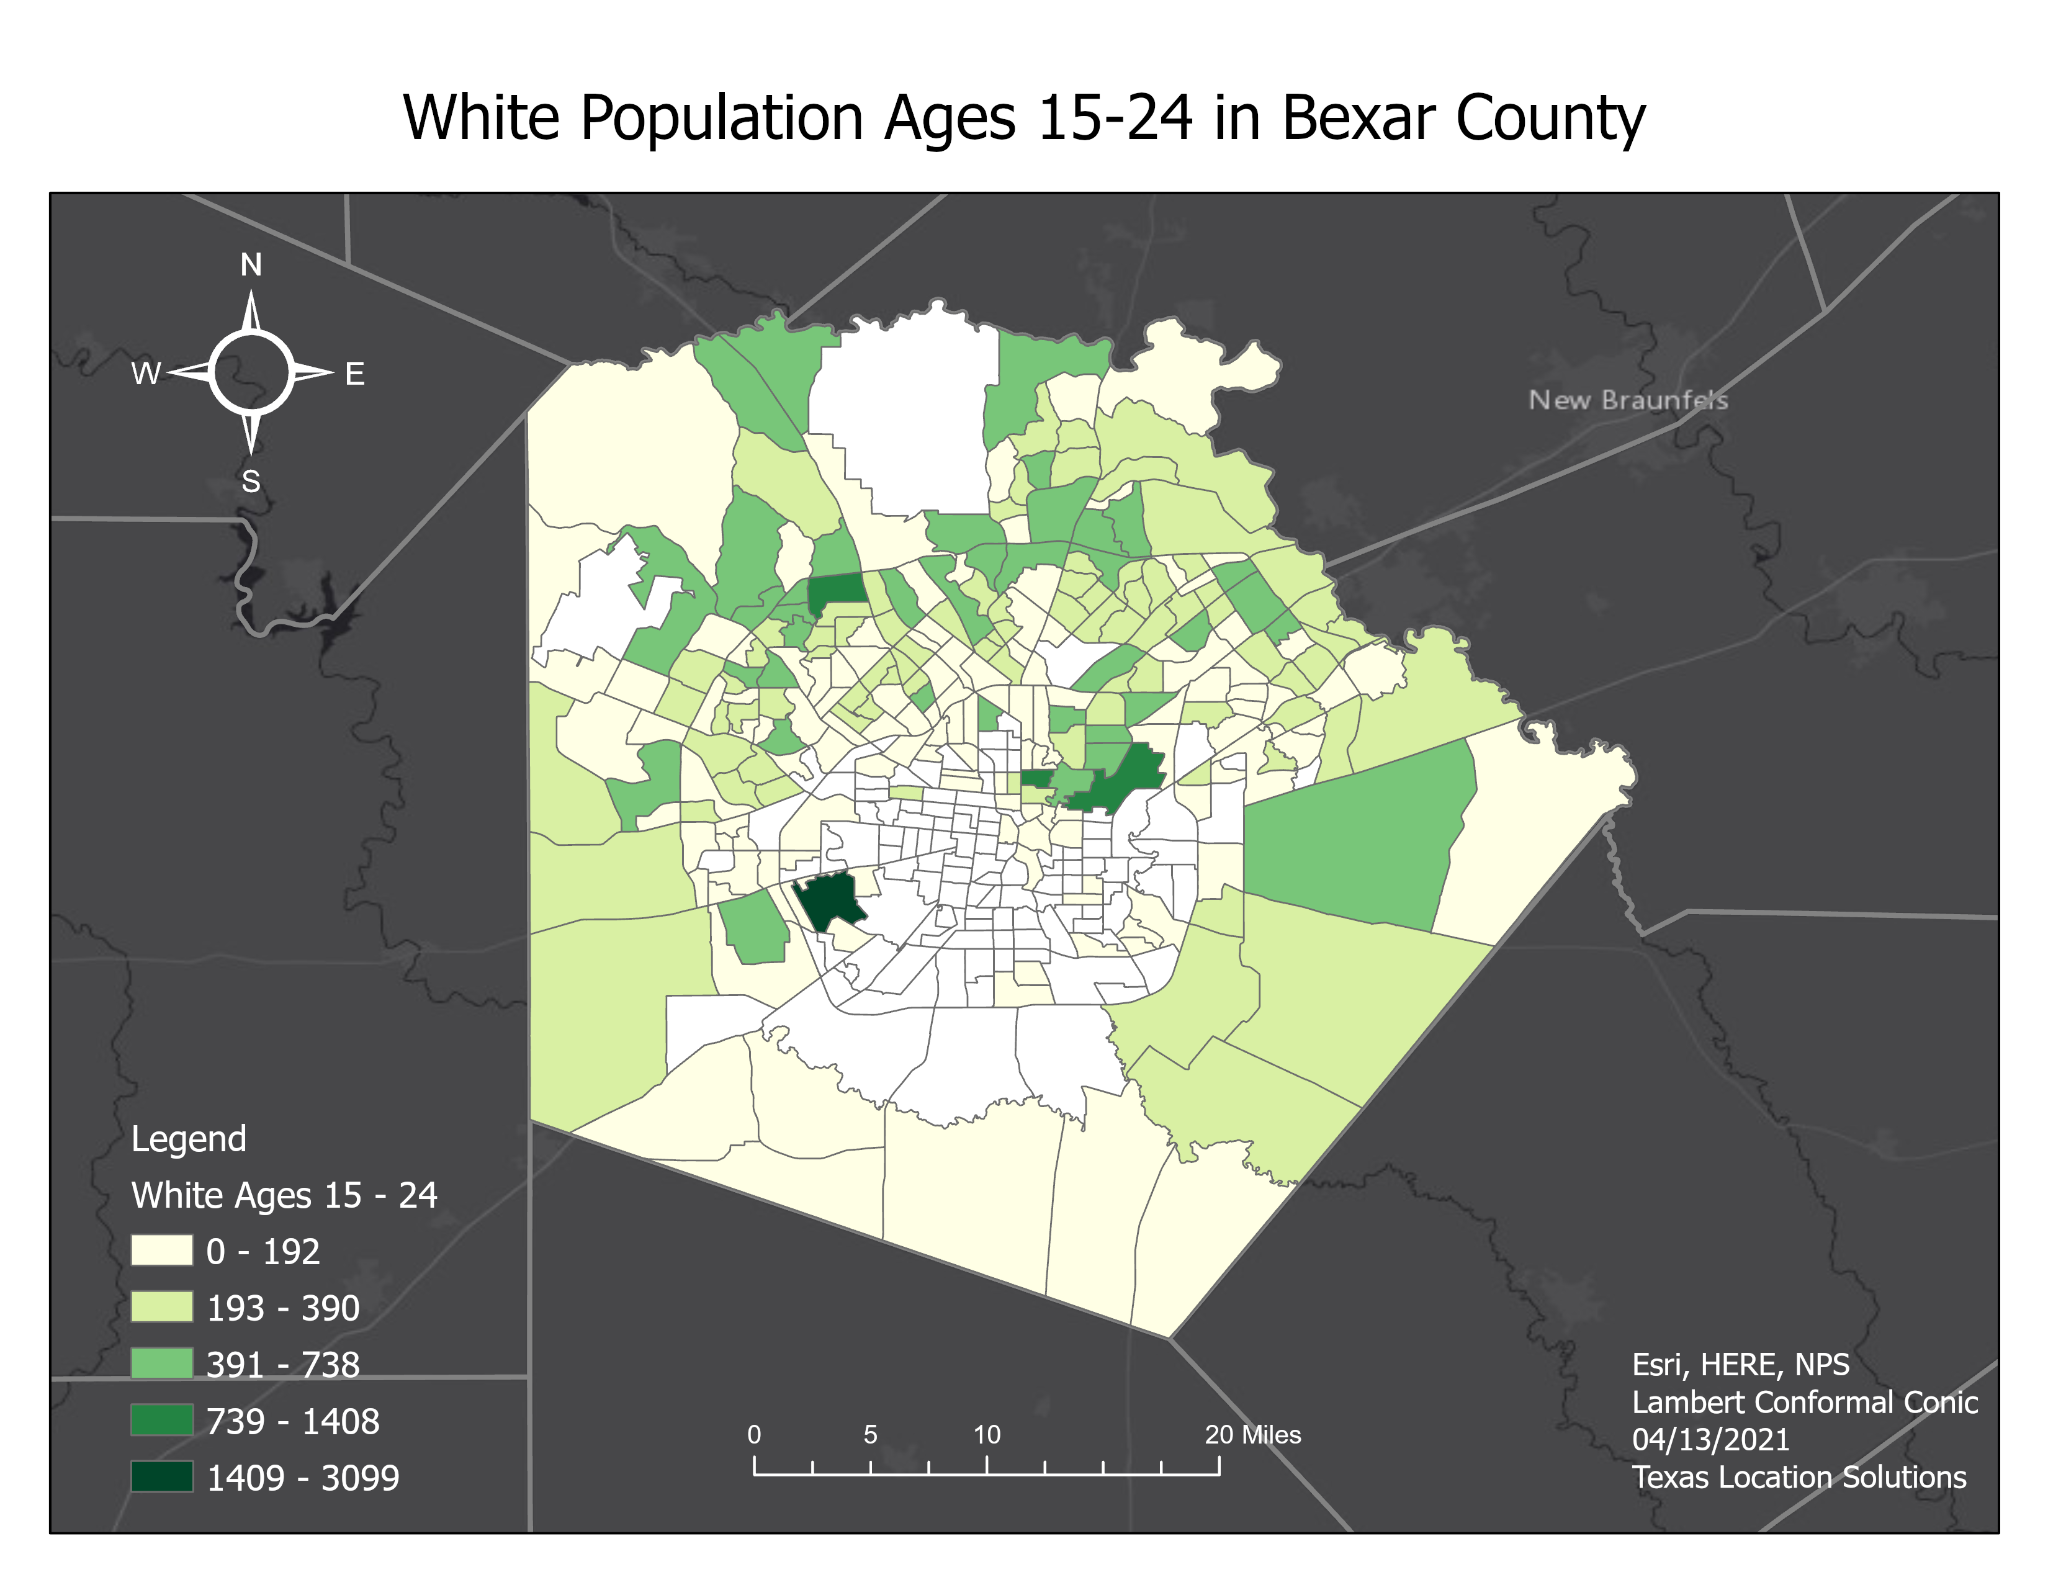 White Population Ages 15-24 in Bexar County
N
W
E
S
New Braunfels
Legend
White Ages 15 - 24
0 - 192
193 - 390
391 - 738
739 - 1408
1409 - 3099
0 5 10 20 Miles
Esri, HERE, NPS
Lambert Conformal Conic
04/13/2021
Texas Location Solutions